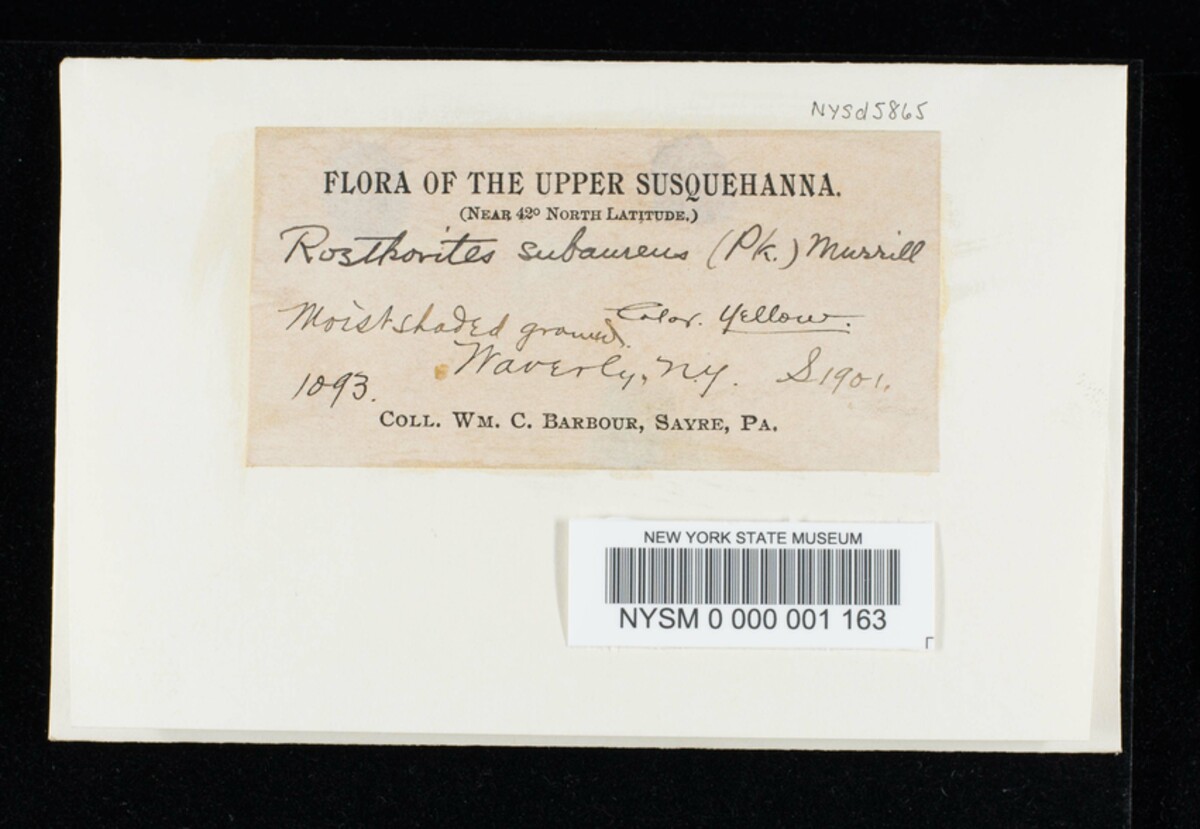 NYSd5865
FLORA OF THE UPPER SUSQUEHANNA.
(NEAR 42º NORTH LATITUDE.)
Rostkovites subaureus (Pk.) Murrill
Moist shaded ground. Color. Yellow.
Waverly, N.Y. S 1901.
1093.
COLL. WM. C. BARBOUR, SAYRE, PA.
NEW YORK STATE MUSEUM
NYSM 0 000 001 163